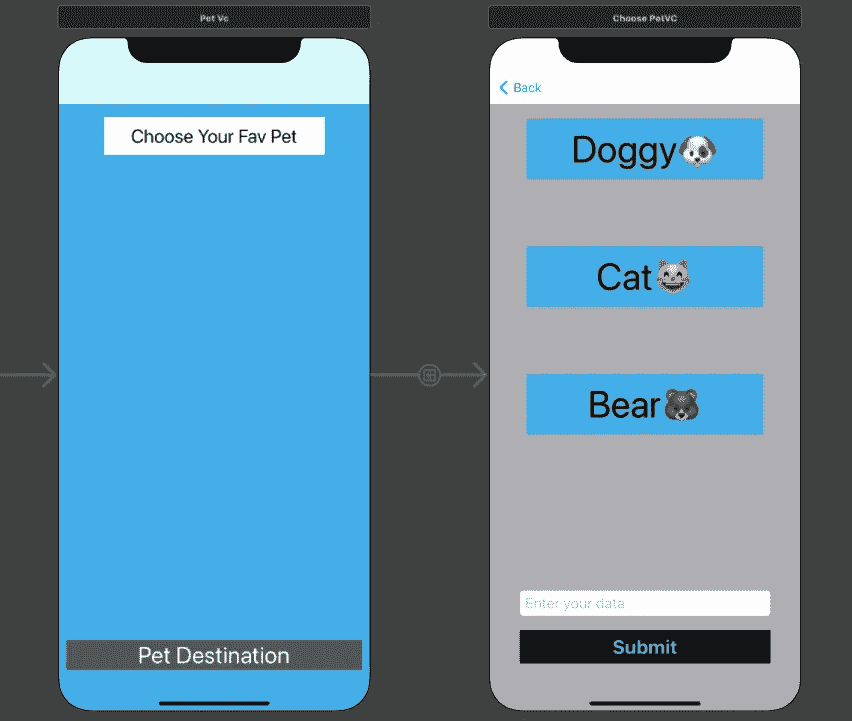 Pet Vc
Choose Your Fav Pet
Pet Destination
Choose PetVC
Back
Doggy🐶
Cat😺
Bear🐻
Enter your data
Submit